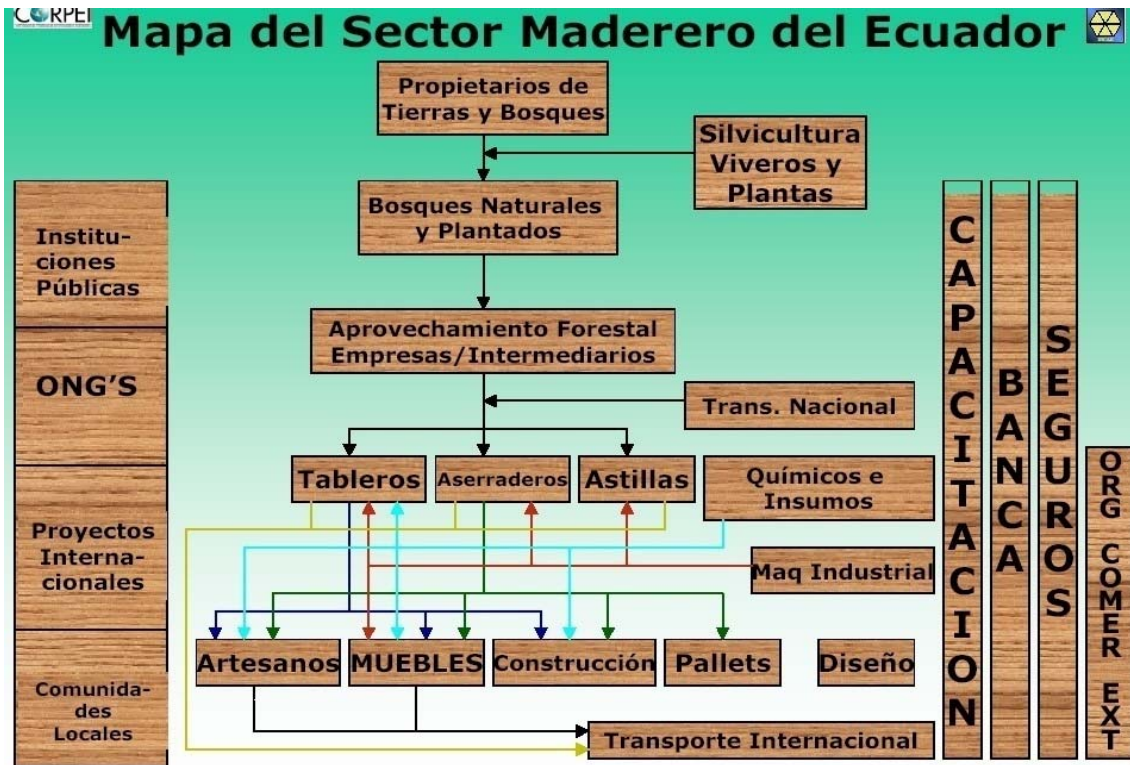 CORPEI
Mapa del Sector Maderero del Ecuador
Propietarios de
Tierras y Bosques
Silvicultura
Viveros y
Plantas
Bosques Naturales
y Plantados
Institu-
ciones
Públicas
Aprovechamiento Forestal
Empresas/Intermediarios
ONG'S
Trans. Nacional
Tableros
Aserraderos
Astillas
Químicos e
Insumos
Proyectos
Interna-
cionales
Maq Industrial
Artesanos
MUEBLES
Construcción
Pallets
Diseño
Comunida-
des
Locales
Transporte Internacional
CAPACITACION
BANCA
SEGUROS
ORG COMER EXT